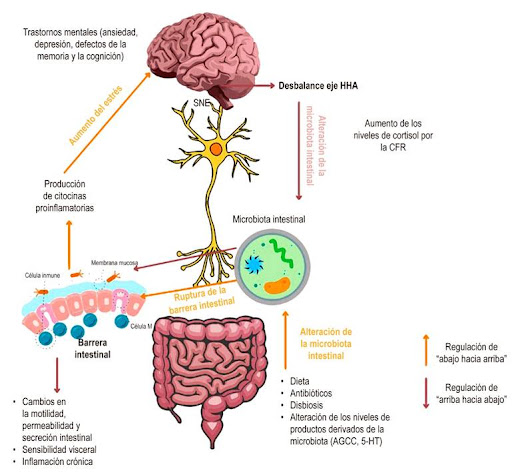 Trastornos mentales (ansiedad,
depresión, defectos de la
memoria y la cognición)
Aumento del estrés
SNE
Desbalance eje HHA
Alteración de la
microbiota intestinal
Aumento de los
niveles de cortisol por
la CFR
Producción
de citocinas
proinflamatorias
Microbiota intestinal
Célula inmune
Membrana mucosa
Ruptura de la
barrera intestinal
Célula M
Barrera
intestinal
Alteración de la
microbiota
intestinal
• Cambios en
la motilidad,
permeabilidad y
secreción intestinal
• Sensibilidad visceral
• Inflamación crónica
• Dieta
• Antibióticos
• Disbiosis
• Alteración de los niveles de
productos derivados de la
microbiota (AGCC, 5-HT)
Regulación de
“abajo hacia arriba”
Regulación de
“arriba hacia abajo”